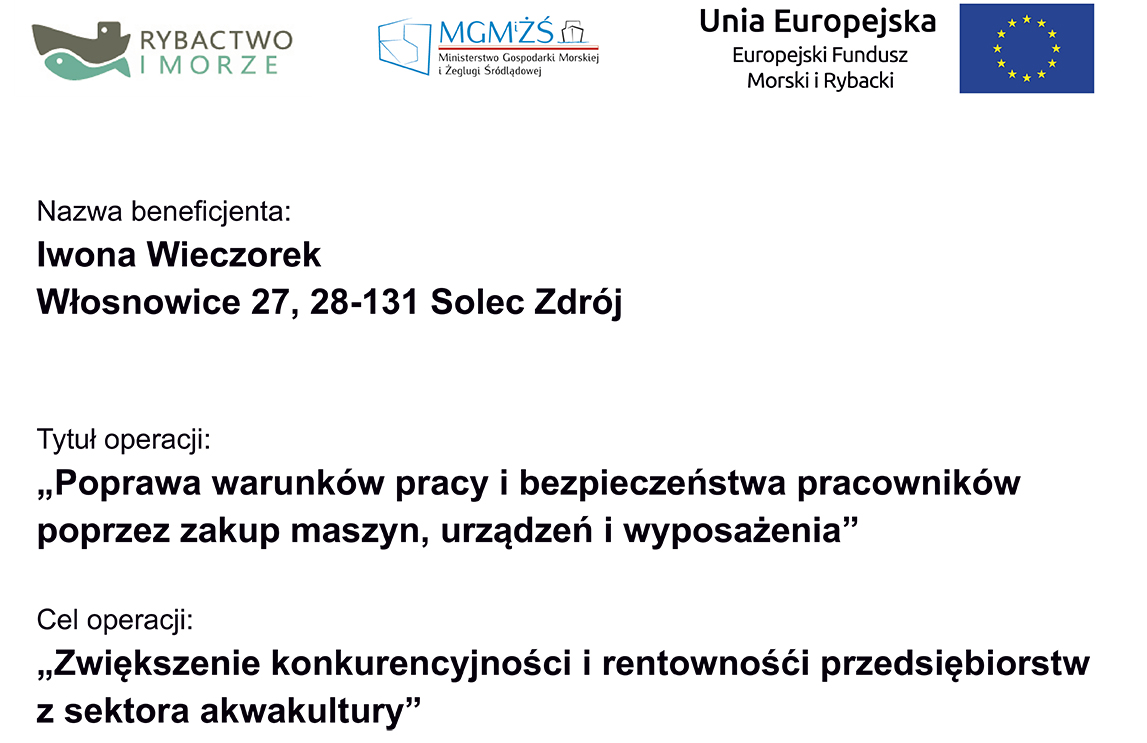 RYBACTWO
I MORZE
MGMiŻŚ
Ministerstwo Gospodarki Morskiej
i Żeglugi Śródlądowej
Unia Europejska
Europejski Fundusz
Morski i Rybacki
Nazwa beneficjenta:
Iwona Wieczorek
Włosnowice 27, 28-131 Solec Zdrój
Tytuł operacji:
„Poprawa warunków pracy i bezpieczeństwa pracowników
poprzez zakup maszyn, urządzeń i wyposażenia”
Cel operacji:
„Zwiększenie konkurencyjności i rentownośći przedsiębiorstw
z sektora akwakultury”